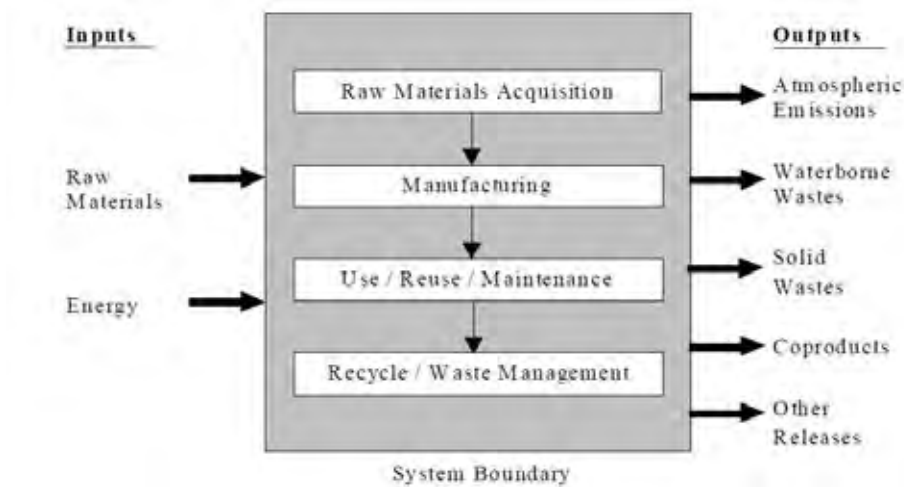 Inputs
Raw
Materials
Energy
Raw Materials Acquisition
Manufacturing
Use / Reuse / Maintenance
Recycle / Waste Management
System Boundary
Outputs
Atmospheric
Emissions
Waterborne
Wastes
Solid
Wastes
Coproducts
Other
Releases